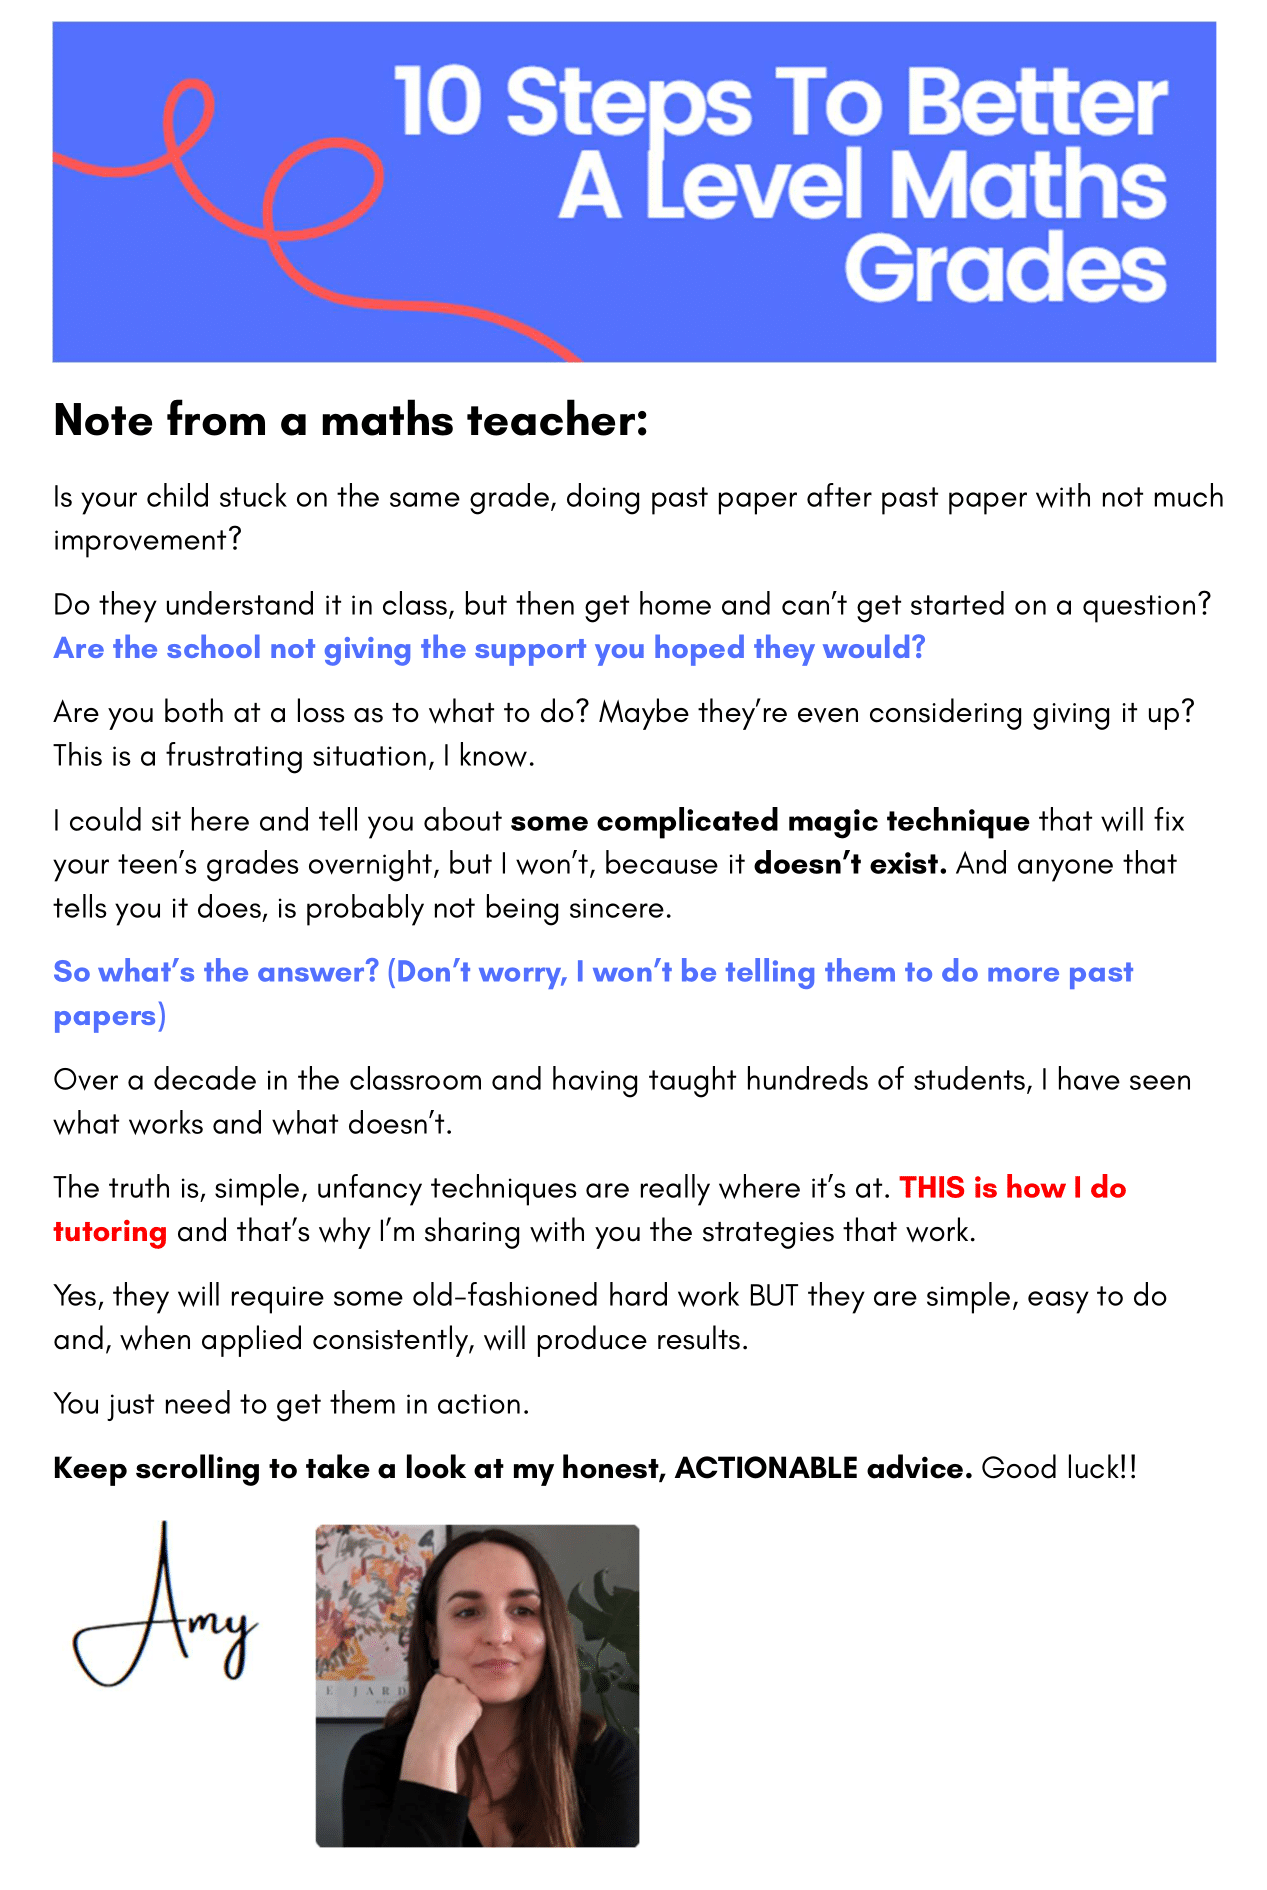 10 Steps To Better
A Level Maths
Grades
Note from a maths teacher:
Is your child stuck on the same grade, doing past paper after past paper with not much
improvement?
Do they understand it in class, but then get home and can’t get started on a question?
Are the school not giving the support you hoped they would?
Are you both at a loss as to what to do? Maybe they’re even considering giving it up?
This is a frustrating situation, I know.
I could sit here and tell you about some complicated magic technique that will fix
your teen’s grades overnight, but I won’t, because it doesn’t exist. And anyone that
tells you it does, is probably not being sincere.
So what’s the answer? (Don’t worry, I won’t be telling them to do more past
papers)
Over a decade in the classroom and having taught hundreds of students, I have seen
what works and what doesn’t.
The truth is, simple, unfancy techniques are really where it’s at. THIS is how I do
tutoring and that’s why I’m sharing with you the strategies that work.
Yes, they will require some old-fashioned hard work BUT they are simple, easy to do
and, when applied consistently, will produce results.
You just need to get them in action.
Keep scrolling to take a look at my honest, ACTIONABLE advice. Good luck!!
Amy
E JARD